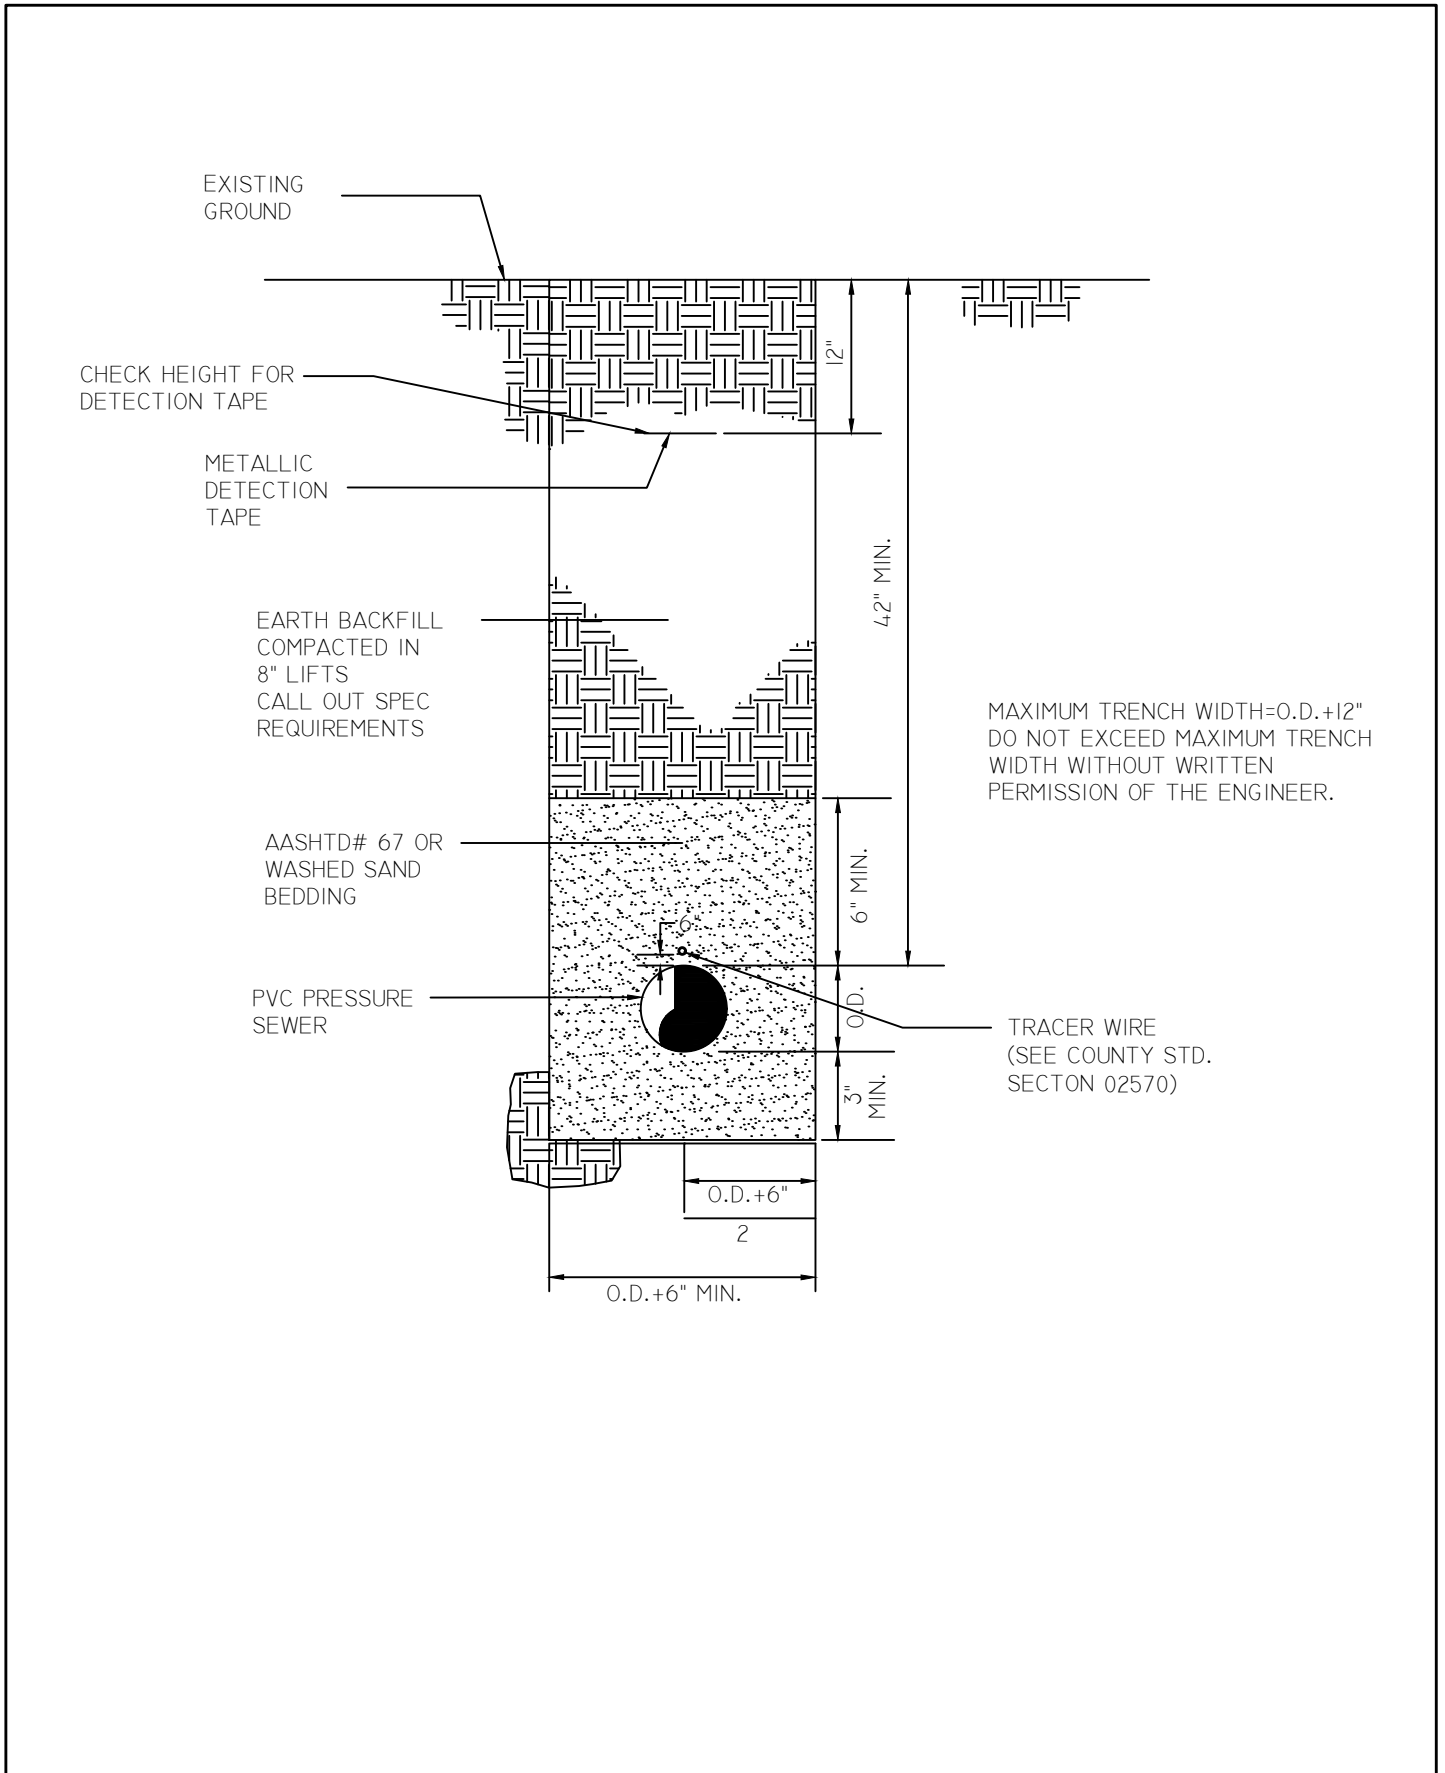 EXISTING
GROUND
12"
CHECK HEIGHT FOR
DETECTION TAPE
METALLIC
DETECTION
TAPE
42" MIN.
EARTH BACKFILL
COMPACTED IN
8" LIFTS
CALL OUT SPEC
REQUIREMENTS
MAXIMUM TRENCH WIDTH=O.D.+12"
DO NOT EXCEED MAXIMUM TRENCH
WIDTH WITHOUT WRITTEN
PERMISSION OF THE ENGINEER.
AASHTD# 67 OR
WASHED SAND
BEDDING
6" MIN.
6"
PVC PRESSURE
SEWER
O.D.
TRACER WIRE
(SEE COUNTY STD.
SECTON 02570)
3"
MIN.
O.D.+6"
2
O.D.+6" MIN.